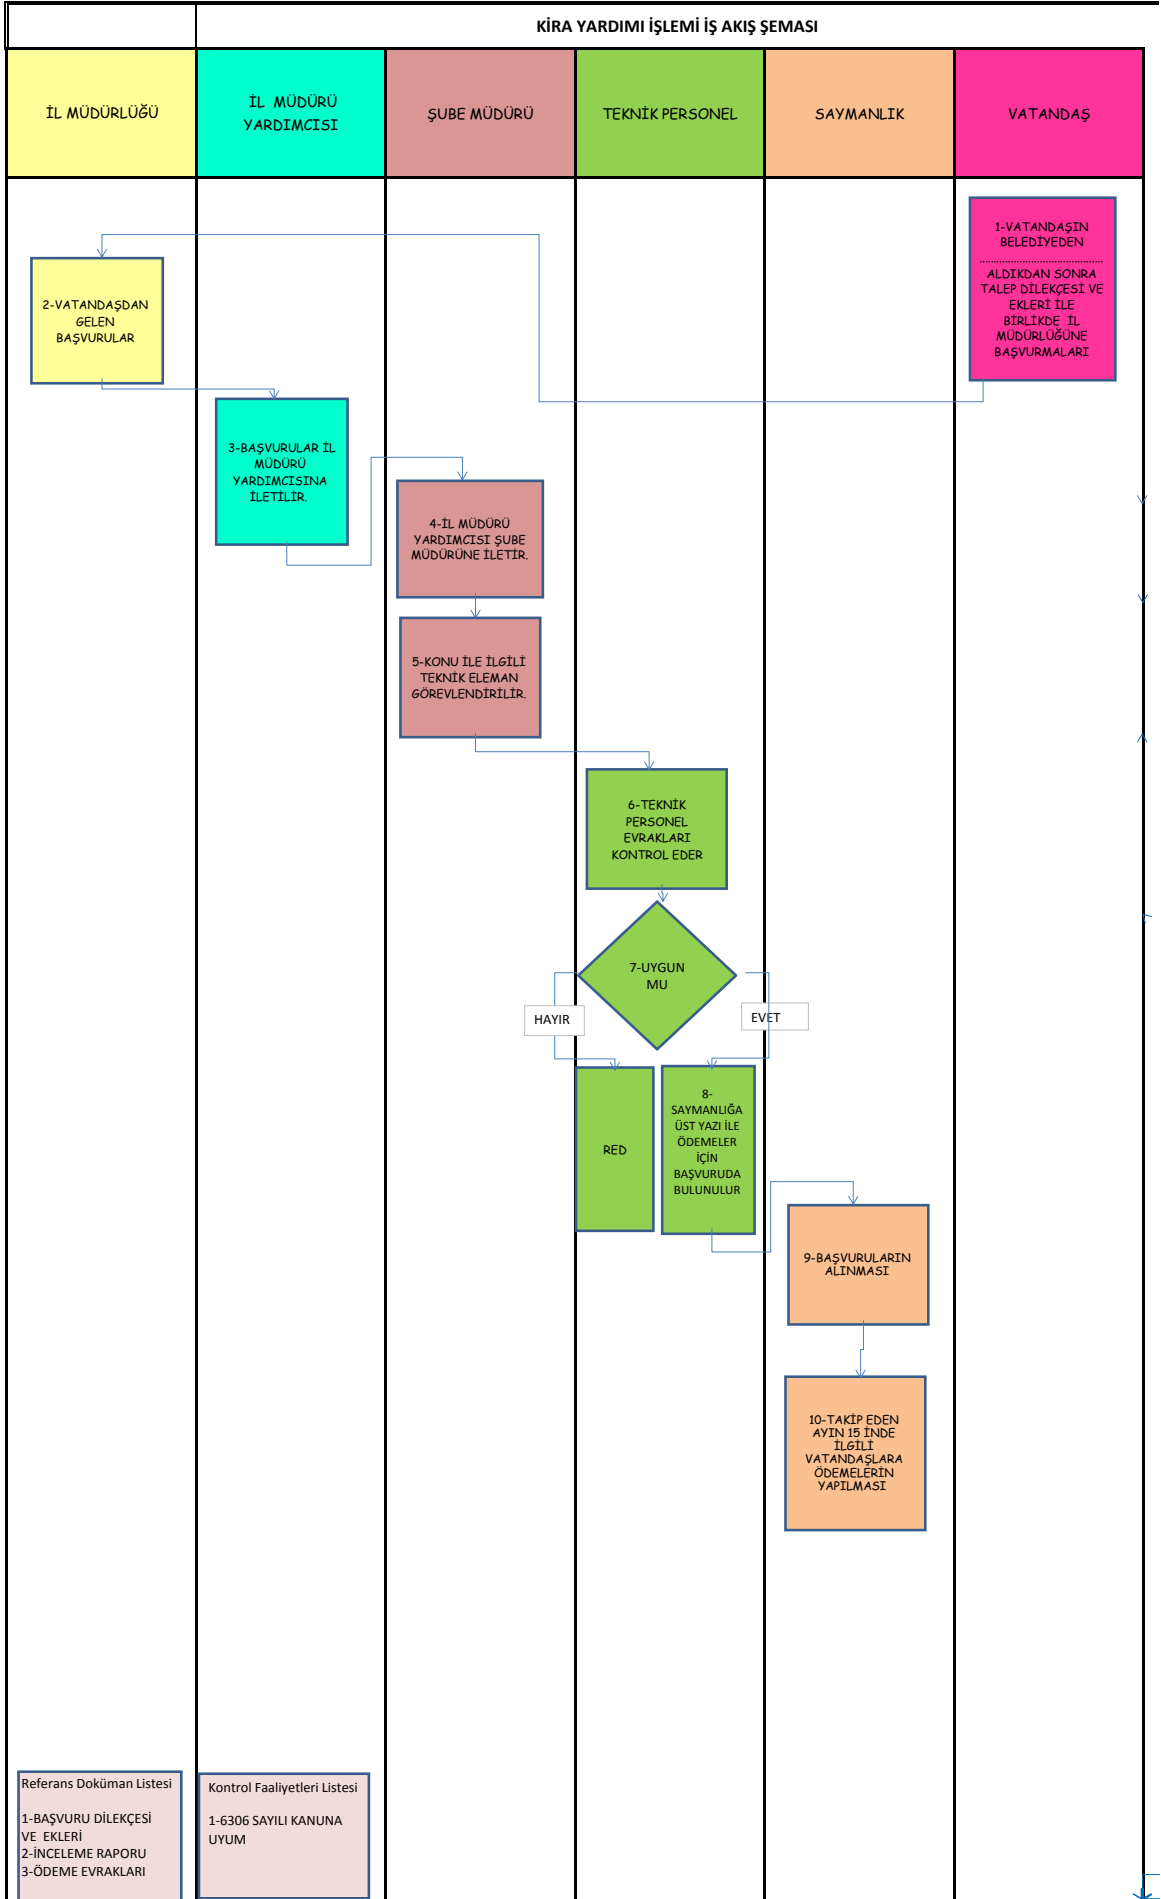 KİRA YARDIMI İŞLEMİ İŞ AKIŞ ŞEMASI
İL MÜDÜRLÜĞÜ
İL MÜDÜRÜ
YARDIMCISI
ŞUBE MÜDÜRÜ
TEKNİK PERSONEL
SAYMANLIK
VATANDAŞ
1-VATANDAŞIN
BELEDİYEDEN
........................................
ALDIKDAN SONRA
TALEP DİLEKÇESİ VE
EKLERİ İLE
BİRLİKDE İL
MÜDÜRLÜĞÜNE
BAŞVURMALARI
2-VATANDAŞDAN
GELEN
BAŞVURULAR
3-BAŞVURULAR İL
MÜDÜRÜ
YARDIMCISINA
İLETİLİR.
4-İL MÜDÜRÜ
YARDIMCISI ŞUBE
MÜDÜRÜNE İLETİR.
5-KONU İLE İLGİLİ
TEKNİK ELEMAN
GÖREVLENDİRİLİR.
6-TEKNİK
PERSONEL
EVRAKLARI
KONTROL EDER
7-UYGUN
MU
HAYIR
EVET
RED
8-
SAYMANLIĞA
ÜST YAZI İLE
ÖDEMELER
İÇİN
BAŞVURUDA
BULUNULUR
9-BAŞVURULARIN
ALINMASI
10-TAKİP EDEN
AYIN 15 İNDE
İLGİLİ
VATANDAŞLARA
ÖDEMELERİN
YAPILMASI
Referans Doküman Listesi
1-BAŞVURU DİLEKÇESİ
VE EKLERİ
2-İNCELEME RAPORU
3-ÖDEME EVRAKLARI
Kontrol Faaliyetleri Listesi
1-6306 SAYILI KANUNA
UYUM